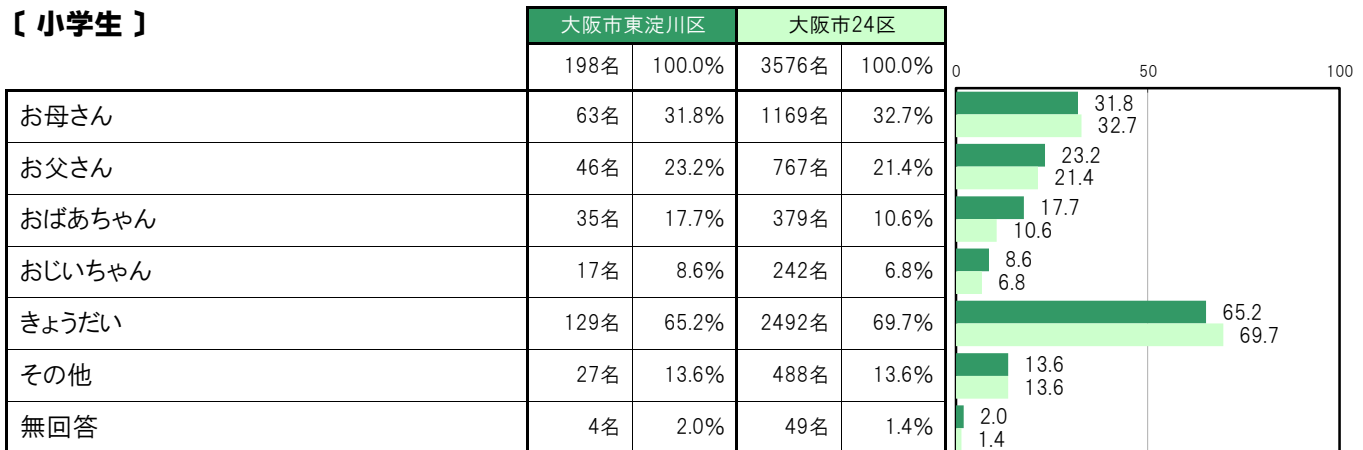 〔 小学生 〕
大阪市東淀川区 大阪市24区
198名 100.0% 3576名 100.0%
0 50 100
お母さん 63名 31.8% 1169名 32.7%
31.8
32.7
お父さん 46名 23.2% 767名 21.4%
23.2
21.4
おばあちゃん 35名 17.7% 379名 10.6%
17.7
10.6
おじいちゃん 17名 8.6% 242名 6.8%
8.6
6.8
きょうだい 129名 65.2% 2492名 69.7%
65.2
69.7
その他 27名 13.6% 488名 13.6%
13.6
13.6
無回答 4名 2.0% 49名 1.4%
2.0
1.4